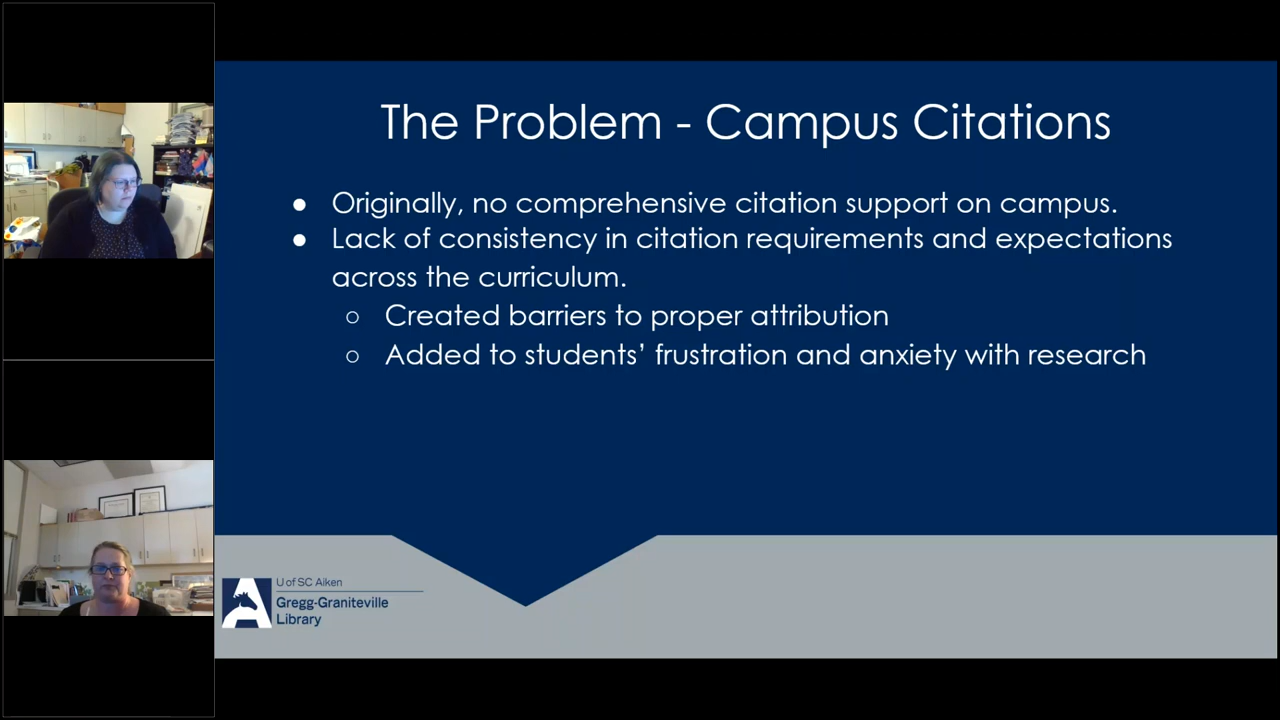 The Problem - Campus Citations
● Originally, no comprehensive citation support on campus.
● Lack of consistency in citation requirements and expectations
across the curriculum.
○ Created barriers to proper attribution
○ Added to students’ frustration and anxiety with research
U of SC Aiken
Gregg-Graniteville
Library